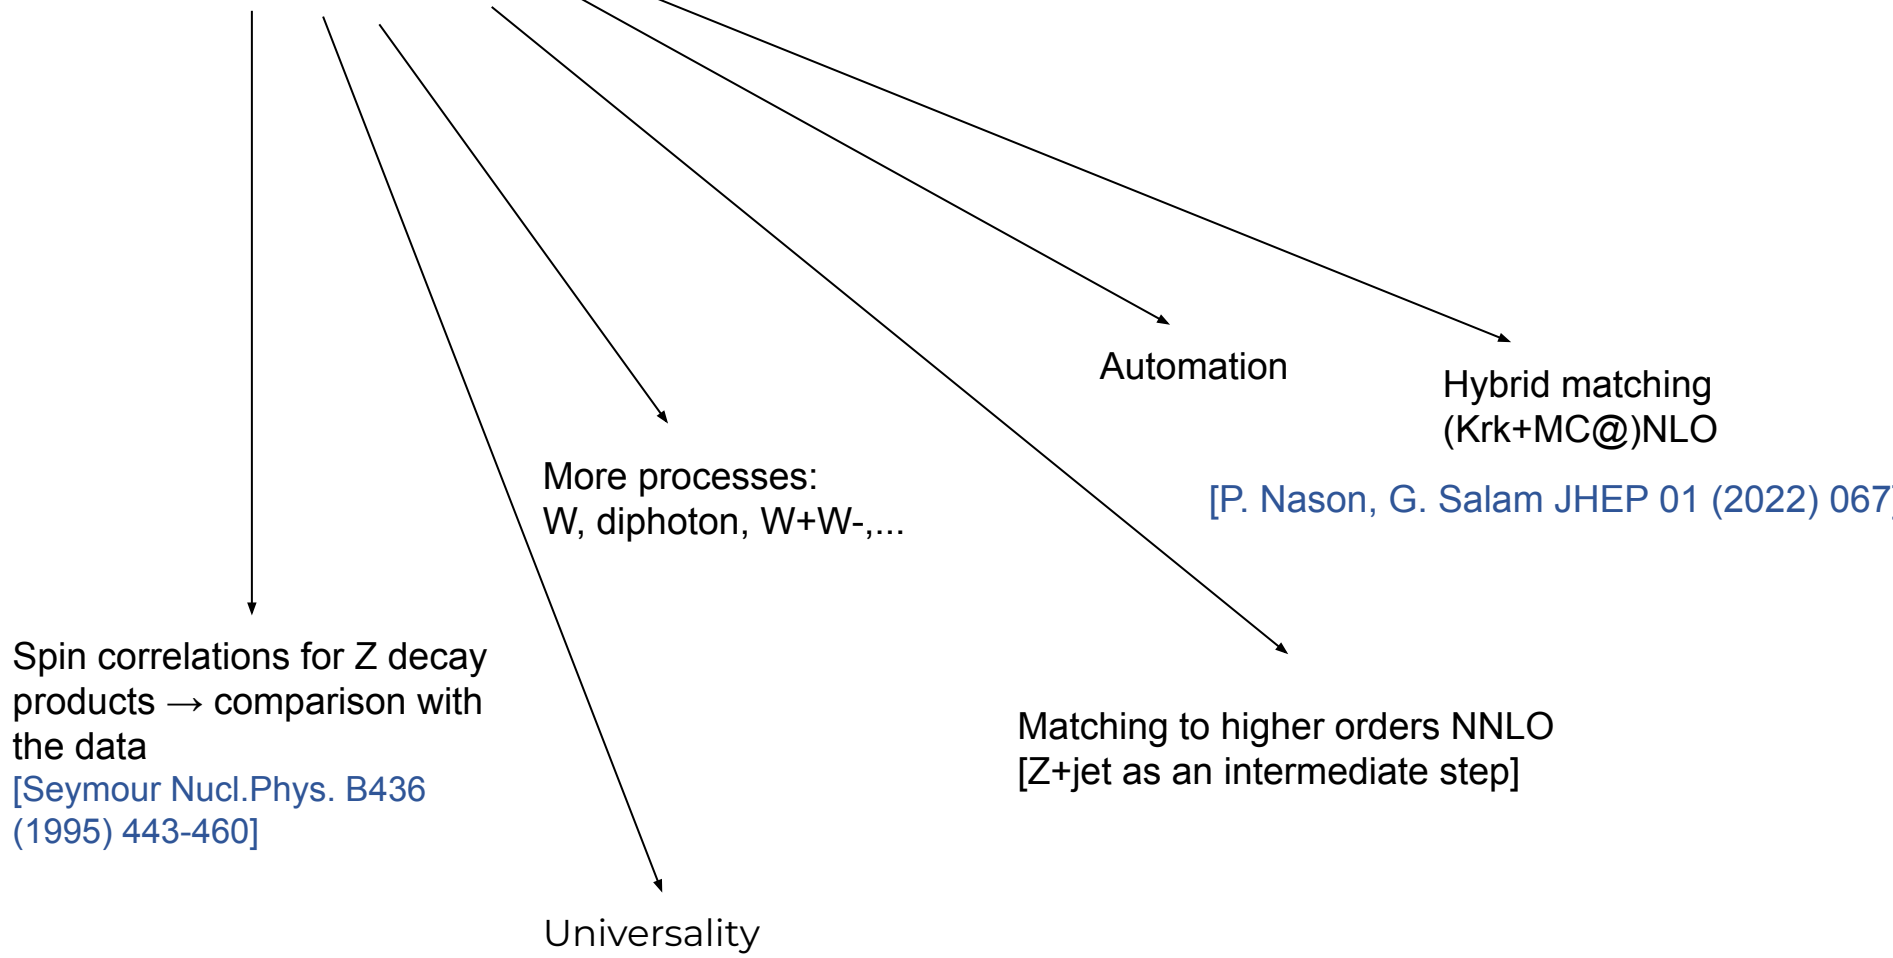 Automation
Hybrid matching
(Krk+MC@)NLO
[P. Nason, G. Salam JHEP 01 (2022) 067]
More processes:
W, diphoton, W+W-,...
Spin correlations for Z decay
products → comparison with
the data
[Seymour Nucl.Phys. B436
(1995) 443-460]
Matching to higher orders NNLO
[Z+jet as an intermediate step]
Universality